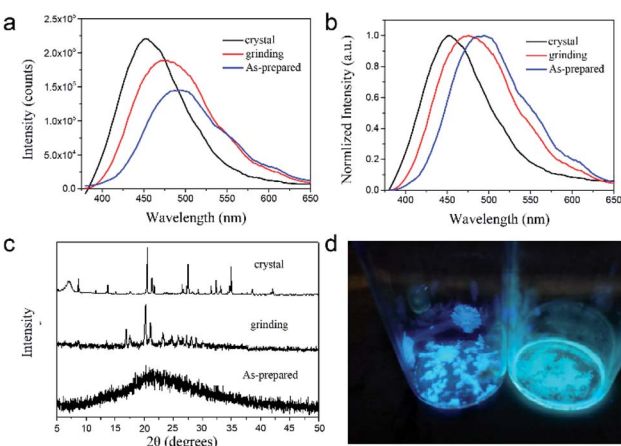 a
crystal
grinding
As-prepared
2.5x10⁵
2.0x10⁵
1.5x10⁵
1.0x10⁵
5.0x10⁴
0.0
Intensity (counts)
400 450 500 550 600 650
Wavelength (nm)
b
crystal
grinding
As-prepared
1.0
0.8
0.6
0.4
0.2
0.0
Normlized Intensity (a.u.)
400 450 500 550 600 650
Wavelength (nm)
c
crystal
grinding
As-prepared
Intensity
5 10 15 20 25 30 35 40 45 50
2θ (degrees)
d